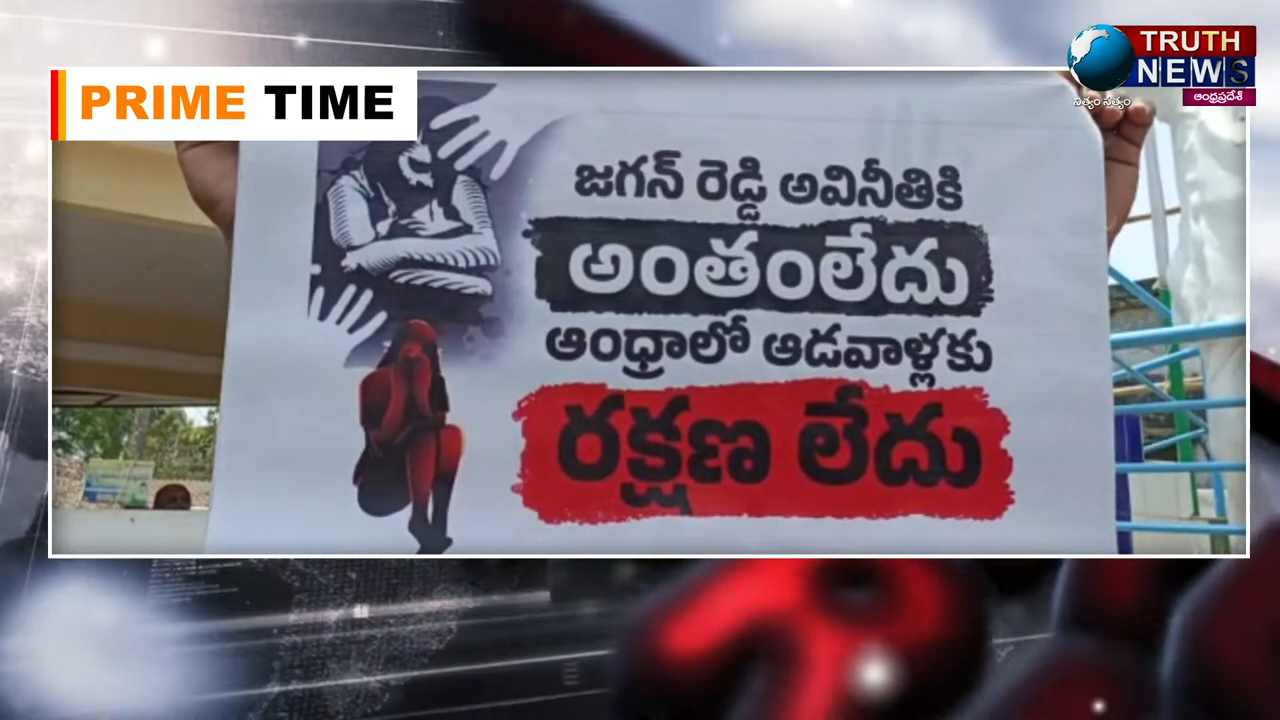 PRIME TIME
TRUTH
NEWS
నిత్యం సత్యం
ఆంధ్రప్రదేశ్
జగన్ రెడ్డి అవినీతికి
అంతంలేదు
ఆంధ్రాలో ఆడవాళ్లకు
రక్షణ లేదు